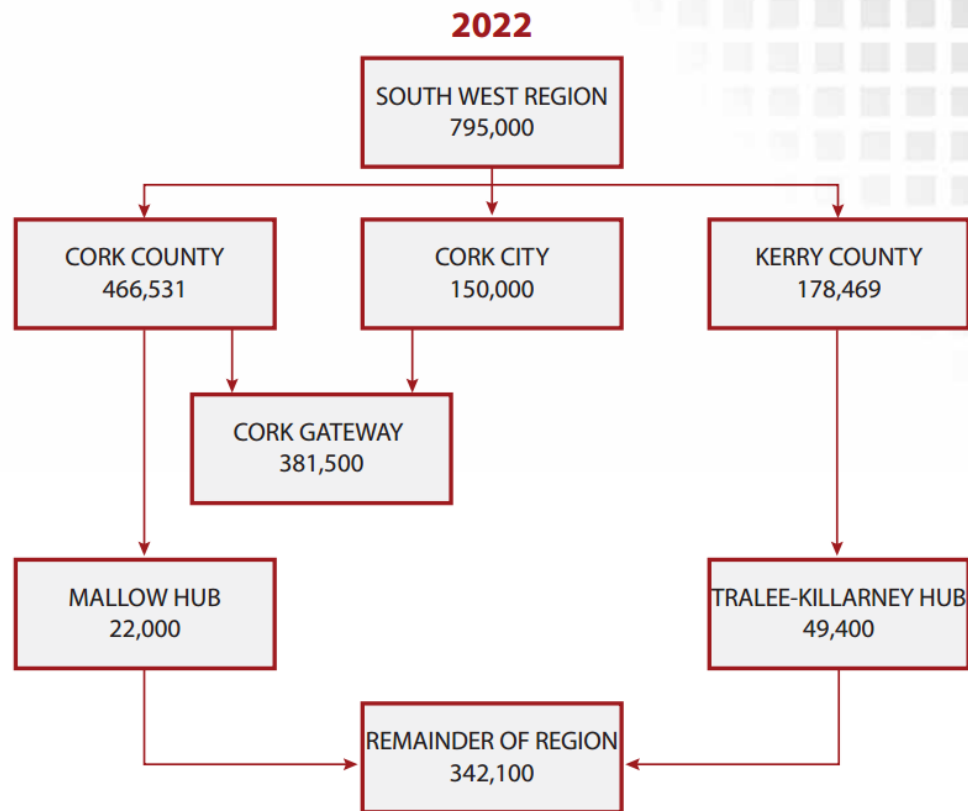 2022
SOUTH WEST REGION
795,000
CORK COUNTY
466,531
CORK CITY
150,000
KERRY COUNTY
178,469
CORK GATEWAY
381,500
MALLOW HUB
22,000
TRALEE-KILLARNEY HUB
49,400
REMAINDER OF REGION
342,100